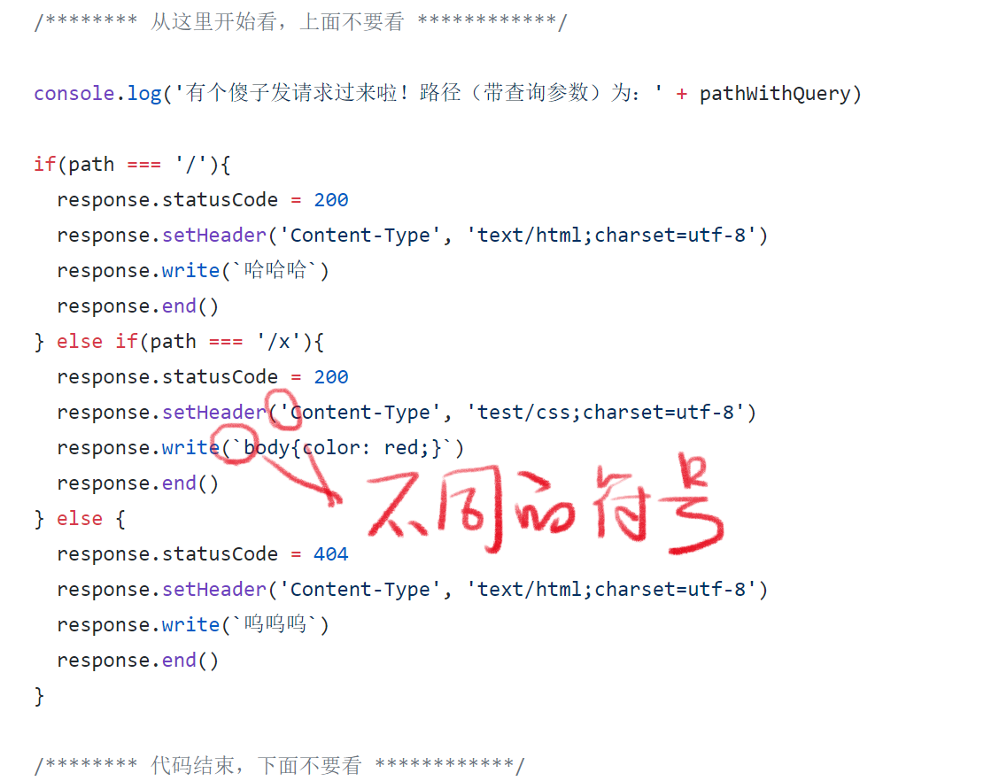 /******** 从这里开始看，上面不要看 ************/
console.log('有个傻子发请求过来啦！路径（带查询参数）为：' + pathWithQuery)
if(path === '/'){
response.statusCode = 200
response.setHeader('Content-Type', 'text/html;charset=utf-8')
response.write(`哈哈哈`)
response.end()
} else if(path === '/x'){
response.statusCode = 200
response.setHeader('Content-Type', 'test/css;charset=utf-8')
response.write(`body{color: red;}`)
response.end()
不同的符号
} else {
response.statusCode = 404
response.setHeader('Content-Type', 'text/html;charset=utf-8')
response.write(`呜呜呜`)
response.end()
}
/******** 代码结束，下面不要看 ************/